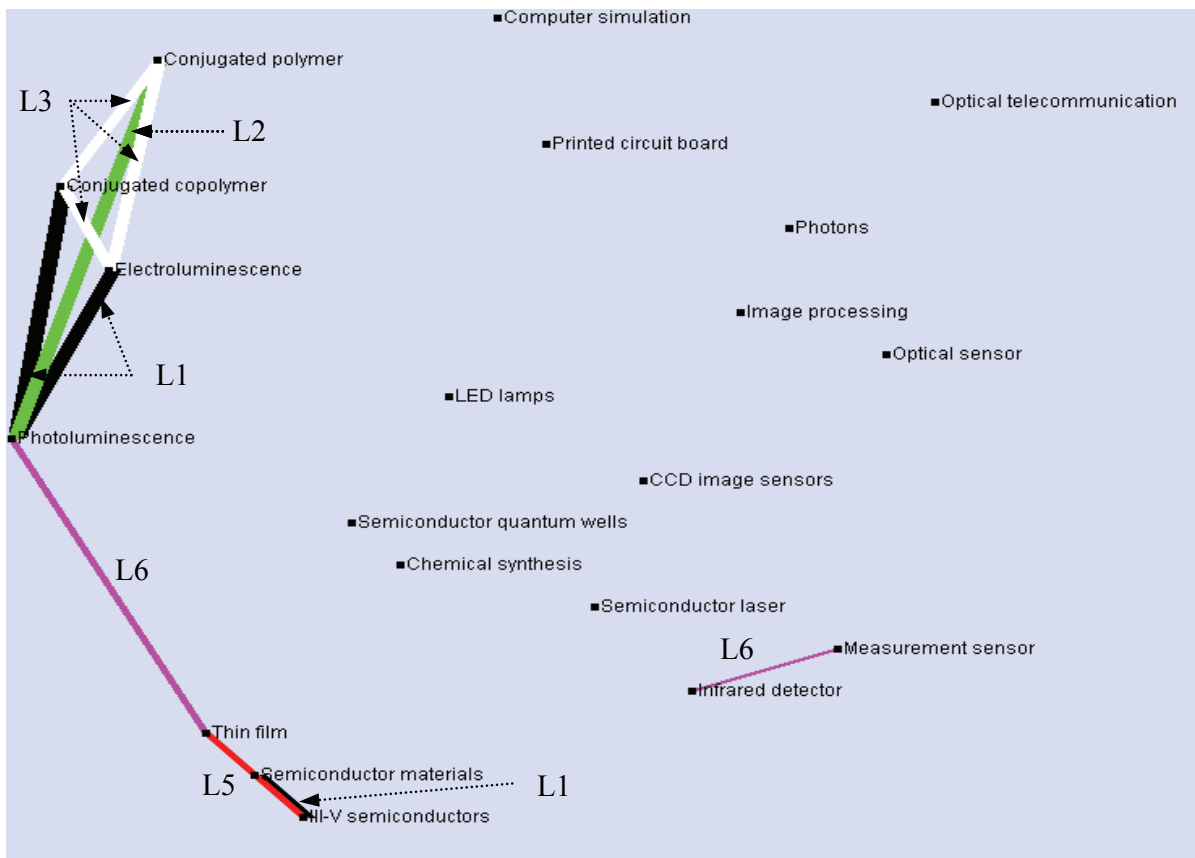 Computer simulation
Conjugated polymer
L3
Optical telecommunication
L2
Printed circuit board
Conjugated copolymer
Photons
Electroluminescence
Image processing
Optical sensor
L1
LED lamps
Photoluminescence
CCD image sensors
Semiconductor quantum wells
Chemical synthesis
L6
Semiconductor laser
L6
Measurement sensor
Infrared detector
Thin film
Semiconductor materials
L5
L1
III-V semiconductors